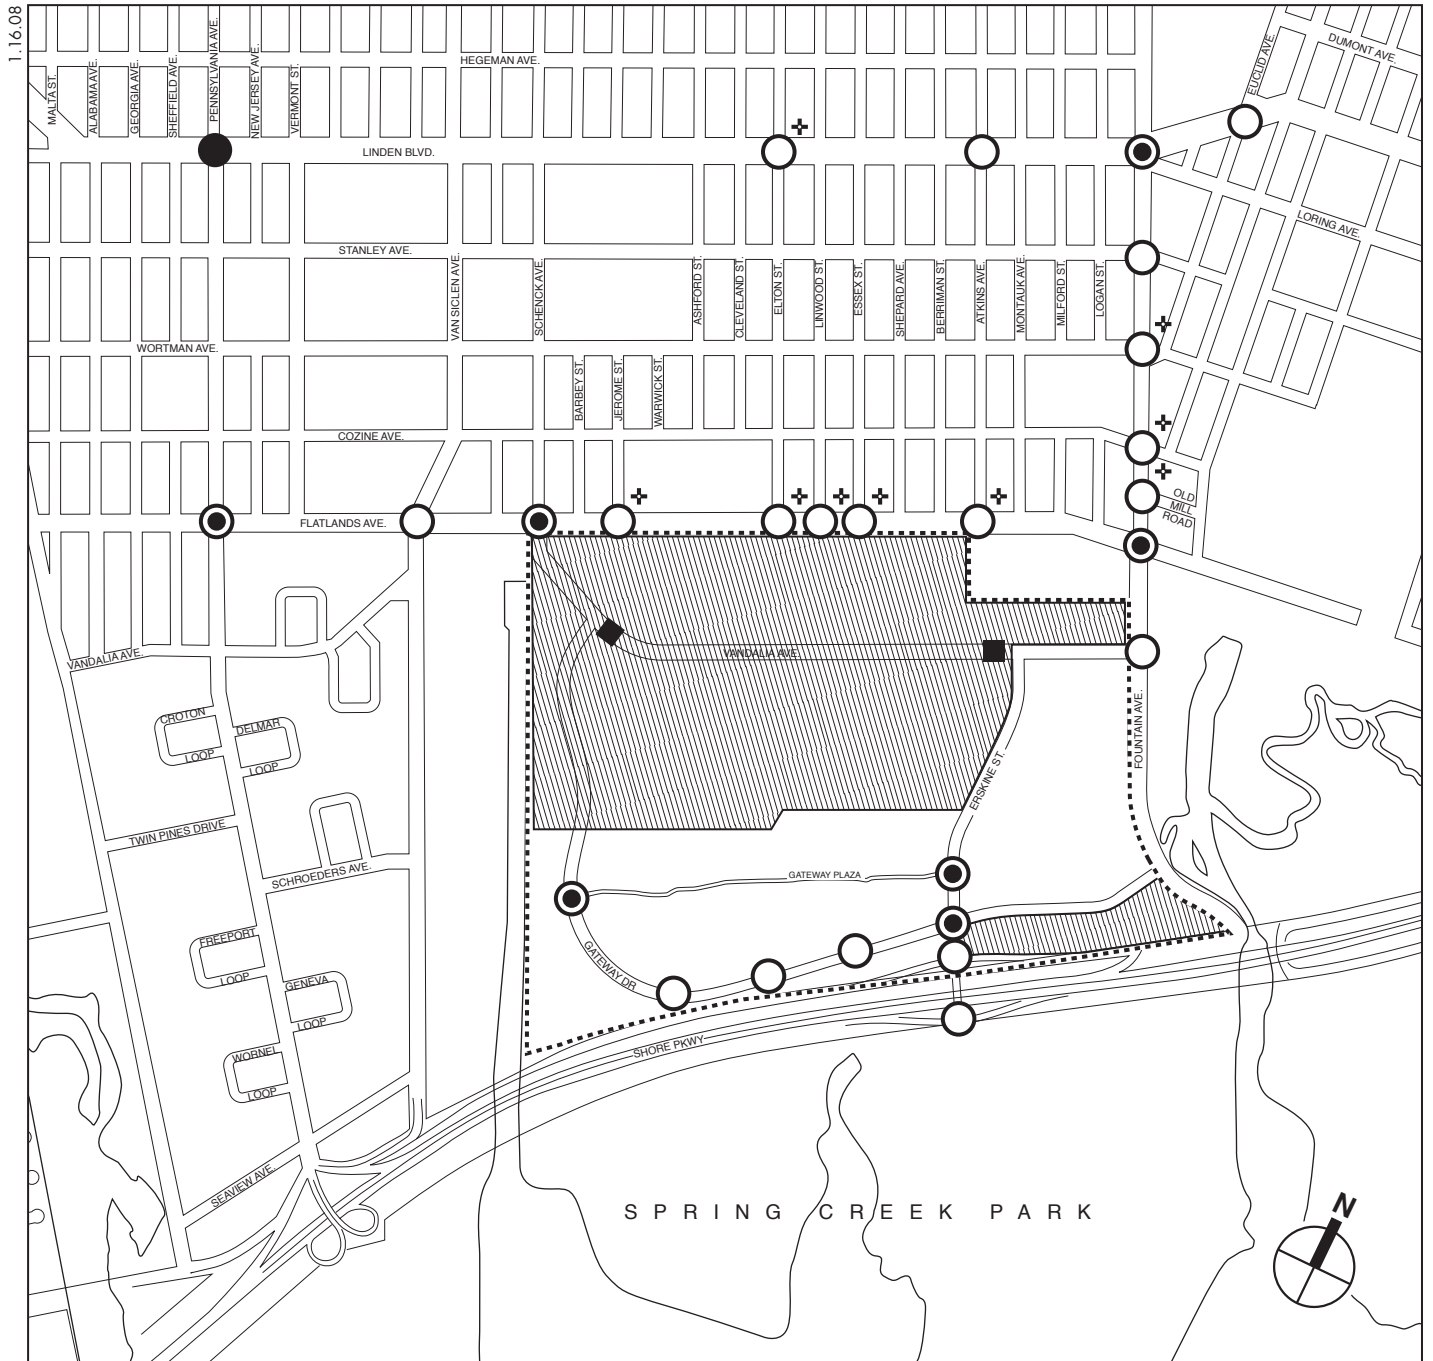 1.16.08
HEGEMAN AVE.
DUMONT AVE.
EUCLID AVE.
MALTA ST.
ALABAMA AVE.
GEORGIA AVE.
SHEFFIELD AVE.
PENNSYLVANIA AVE.
NEW JERSEY AVE.
VERMONT ST.
LINDEN BLVD.
LORING AVE.
STANLEY AVE.
VAN SICLEN AVE.
SCHENCK AVE.
ASHFORD ST.
CLEVELAND ST.
ELTON ST.
LINWOOD ST.
ESSEX ST.
SHEPARD AVE.
BERRIMAN ST.
ATKINS AVE.
MONTAUK AVE.
MILFORD ST.
LOGAN ST.
WORTMAN AVE.
BARBEY ST.
JEROME ST.
WARWICK ST.
COZINE AVE.
FLATLANDS AVE.
OLD
MILL
ROAD
VANDALIA AVE.
VANDALIA AVE.
CROTON
LOOP
DELMAR
LOOP
FOUNTAIN AVE.
ERSKINE ST.
TWIN PINES DRIVE
SCHROEDERS AVE.
GATEWAY PLAZA
FREEPORT
LOOP
GATEWAY DR.
GENEVA
LOOP
SHORE PKWY
WORNEL
LOOP
SEAVIEW AVE.
SPRING CREEK PARK
N